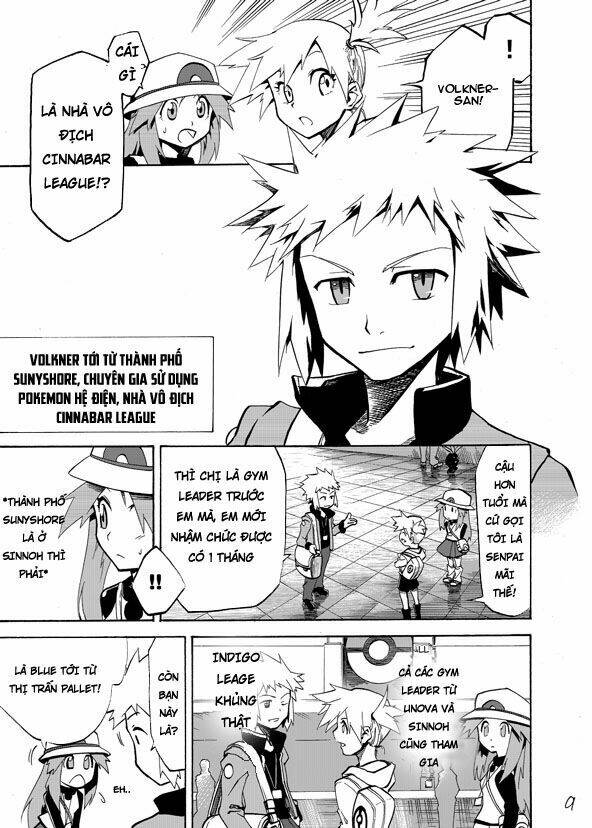 !
VOLKNER-
SAN!
CÁI
GÌ
LÀ NHÀ VÔ
ĐỊCH
CINNABAR
LEAGUE!?
VOLKNER TỚI TỪ THÀNH PHỐ
SUNYSHORE, CHUYÊN GIA SỬ DỤNG
POKEMON HỆ ĐIỆN, NHÀ VÔ ĐỊCH
CINNABAR LEAGUE
CẬU
HƠN
TUỔI MÀ
CỨ GỌI
TỚI LÀ
SENPAI
MÃI
THẾ!
THÌ CHỊ LÀ GYM
LEADER TRƯỚC
EM MÀ, EM MỚI
NHẬM CHỨC ĐƯỢC
CÓ 1 THÁNG
*THÀNH PHỐ
SUNYSHORE
LÀ Ở
SINNOH THÌ
PHẢI*
!!
CẢ CÁC GYM
LEADER TỪ
UNOVA VÀ
SINNOH
CŨNG THAM
GIA
INDIGO
LEAGE
KHỦNG
THẬT
CÒN
BẠN
NÀY
LÀ?
LÀ BLUE TỚI TỪ
THỊ TRẤN PALLET!
EH..
9